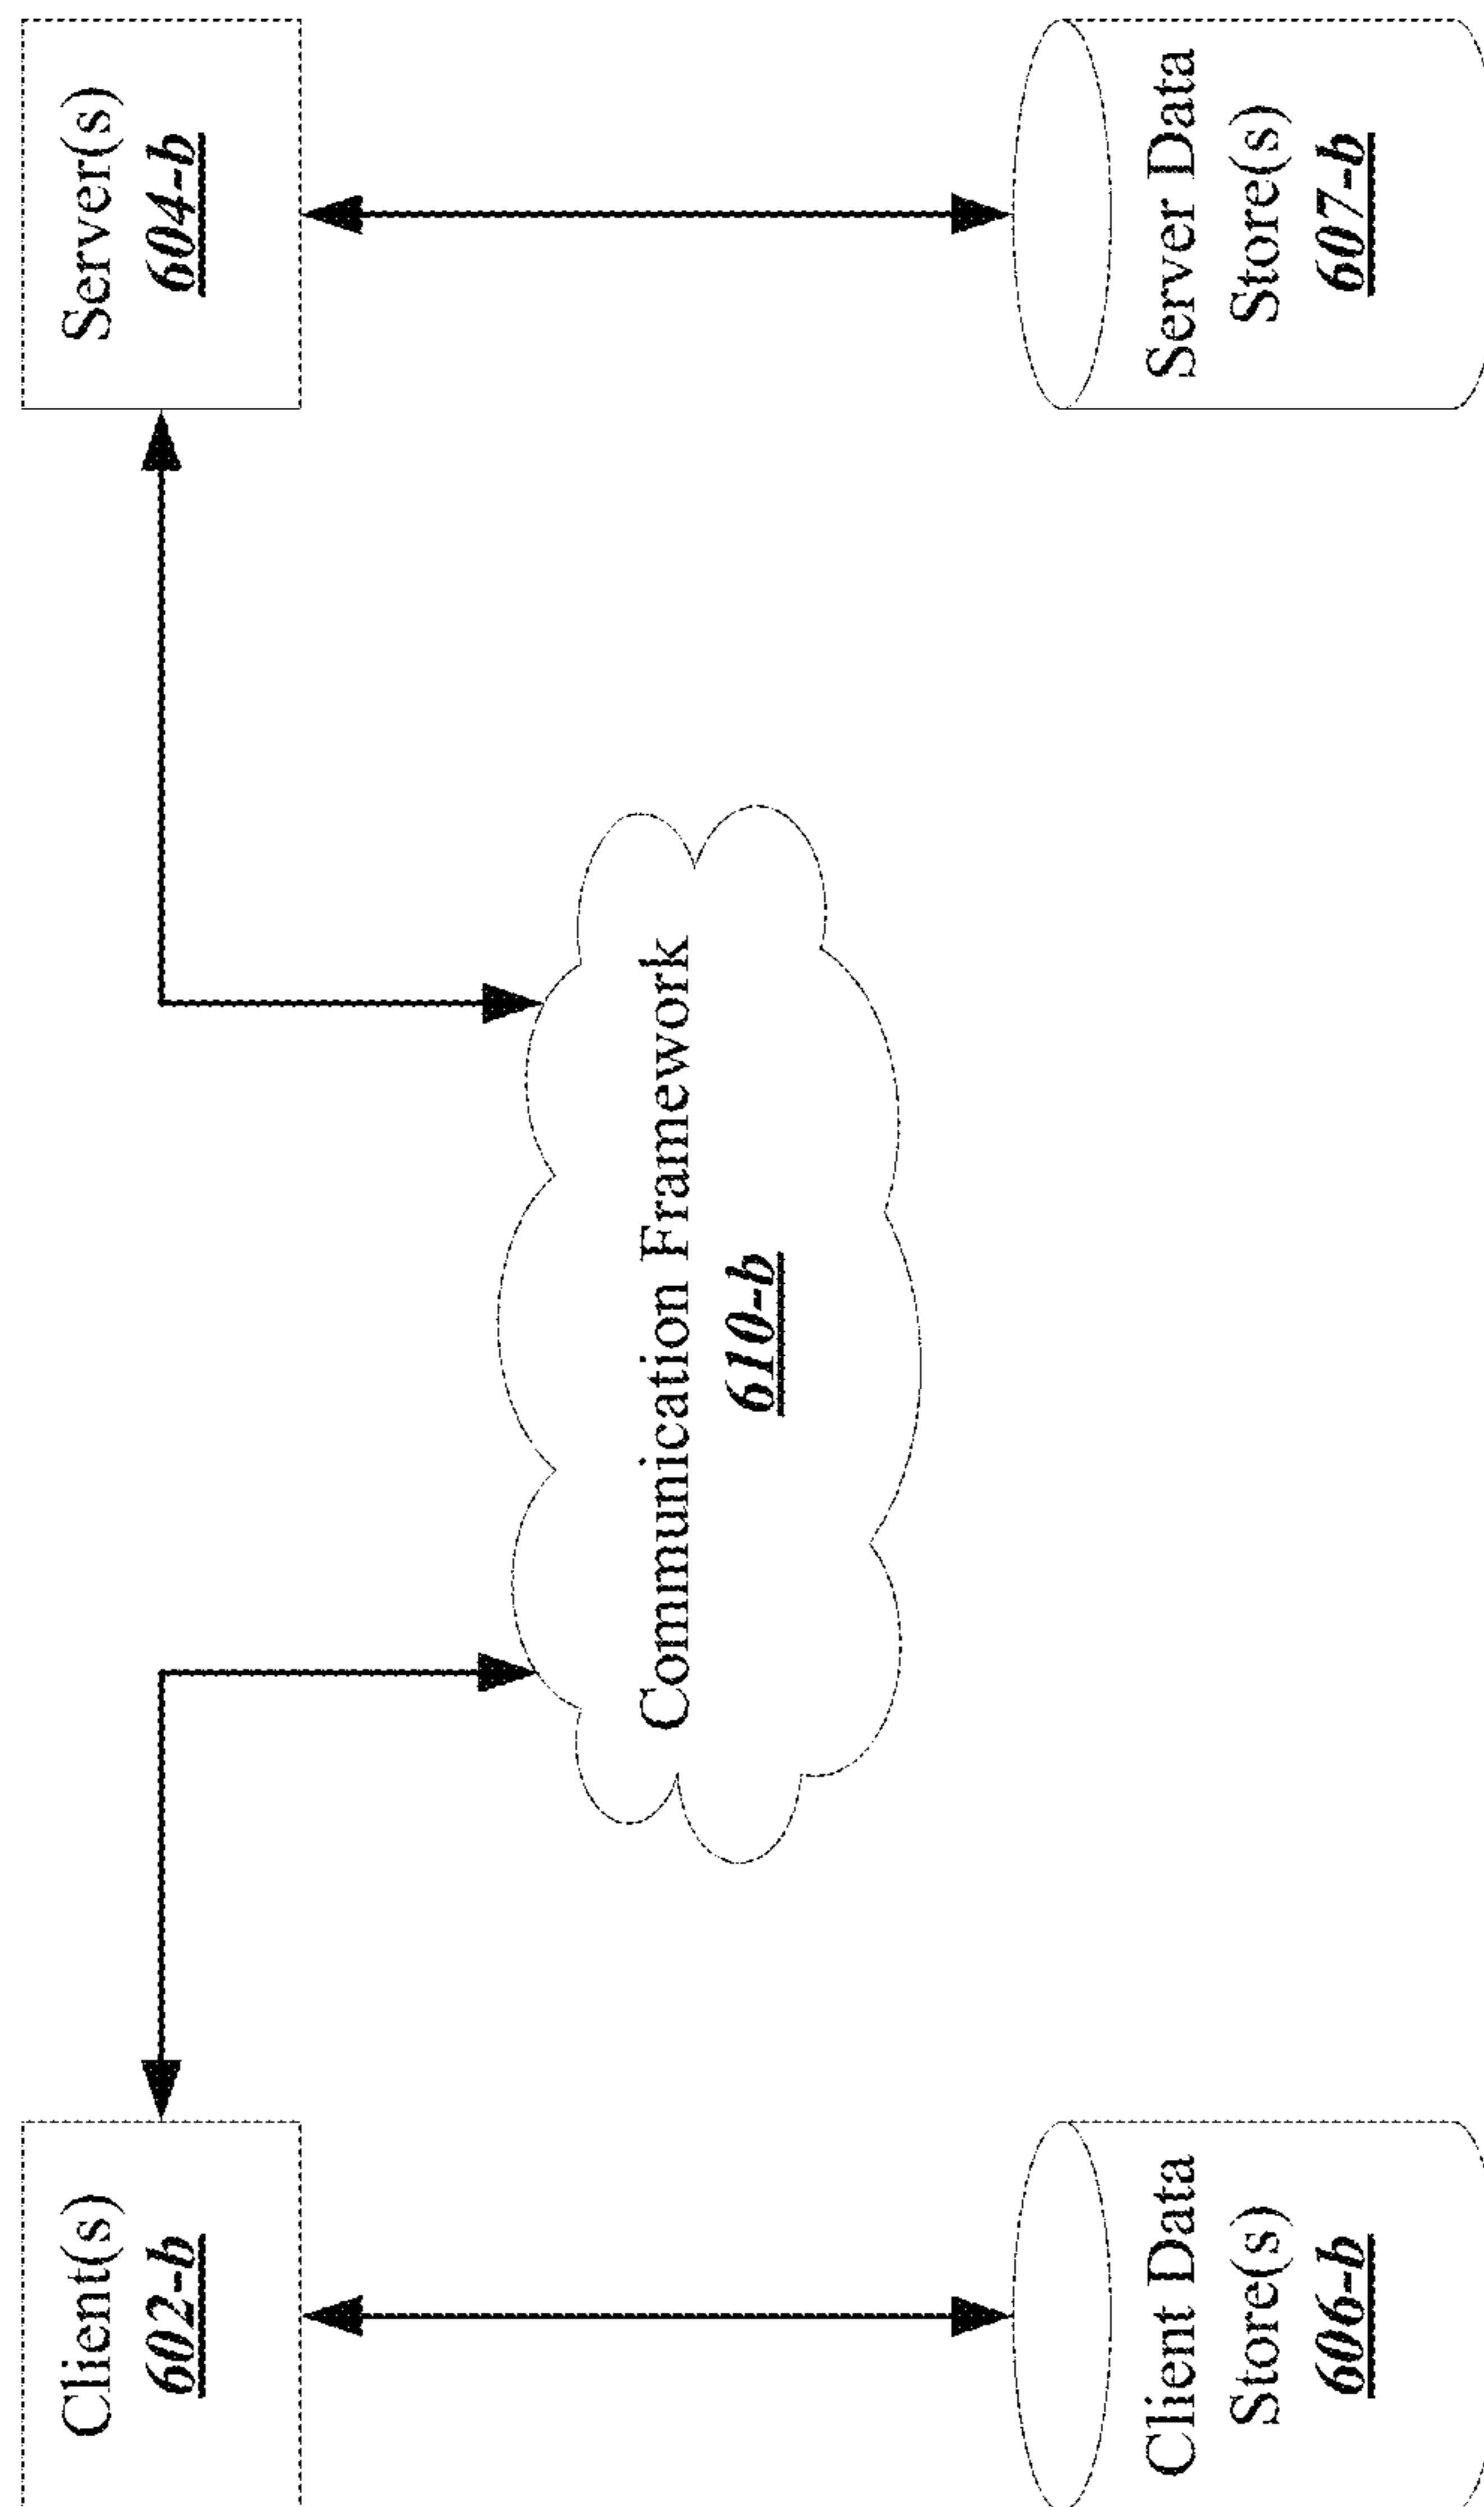 Client(s)
602-b
Server(s)
604-b
Communication Framework
610-b
Client Data
Store(s)
606-b
Server Data
Store(s)
607-b